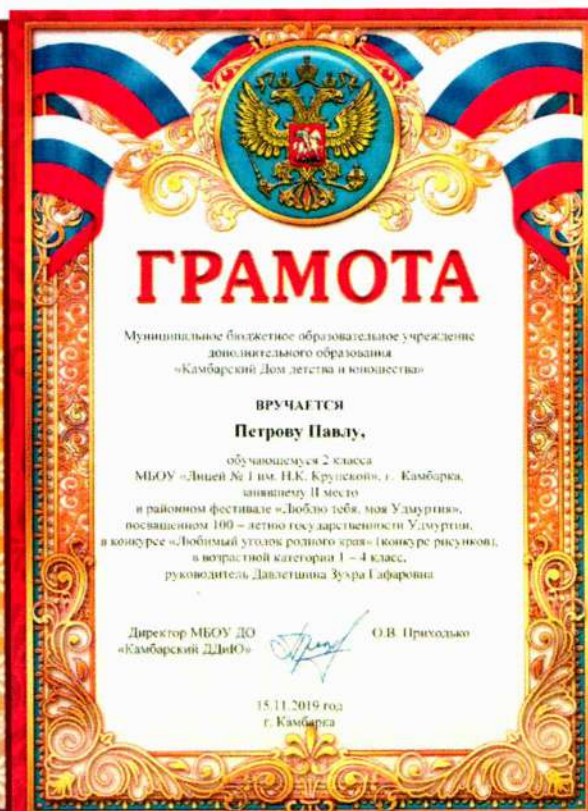 ГРАМОТА
Муниципальное бюджетное образовательное учреждение
дополнительного образования
«Камбарский Дом детства и юношества»
ВРУЧАЕТСЯ
Петрову Павлу,
обучающемуся 2 класса
МБОУ «Лицей № 1 им. Н.К. Крупской», г. Камбарка,
занявшему II место
в районном фестивале «Люблю тебя, моя Удмуртия»,
посвященном 100 – летию государственности Удмуртии,
в конкурсе «Любимый уголок родного края» (конкурс рисунков),
в возрастной категории 1 – 4 класс,
руководитель Давлетшина Зухра Гафаровна
Директор МБОУ ДО
«Камбарский ДДиЮ»
О.В. Приходько
15.11.2019 год
г. Камбарка